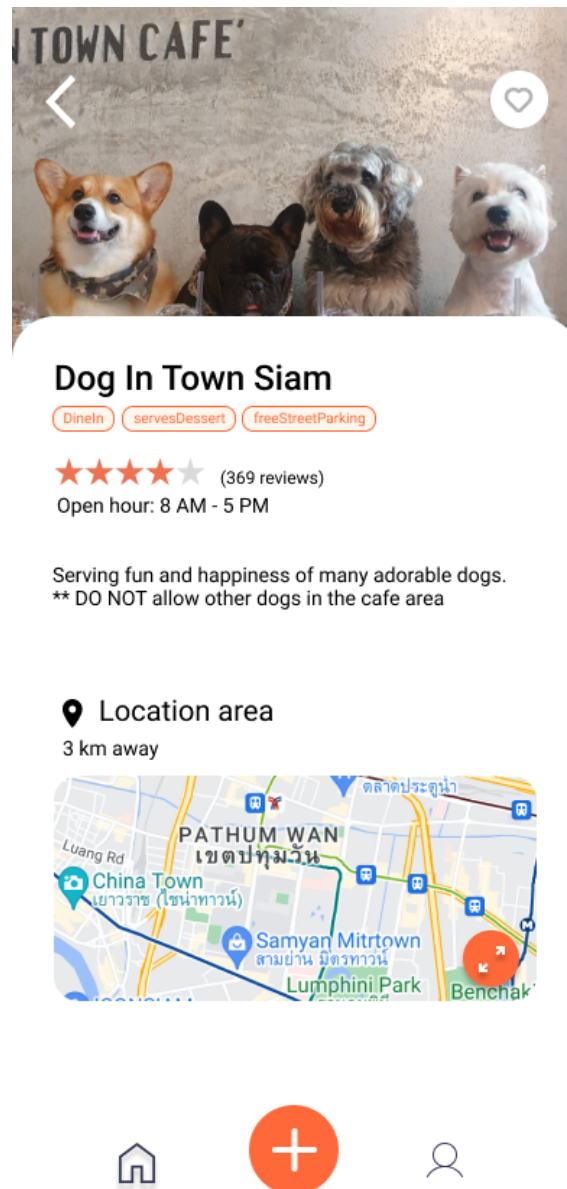 N TOWN CAFE'
Dog In Town Siam
DineIn servesDessert freeStreetParking
(369 reviews)
Open hour: 8 AM - 5 PM
Serving fun and happiness of many adorable dogs.
** DO NOT allow other dogs in the cafe area
Location area
3 km away
ตลาดประตูน้ำ
PATHUM WAN
เขตปทุมวัน
Luang Rd
China Town
เยาวราช (ไชน่าทาวน์)
Samyan Mitrtown
สามย่าน มิตรทาวน์
Lumphini Park
Benchak
M